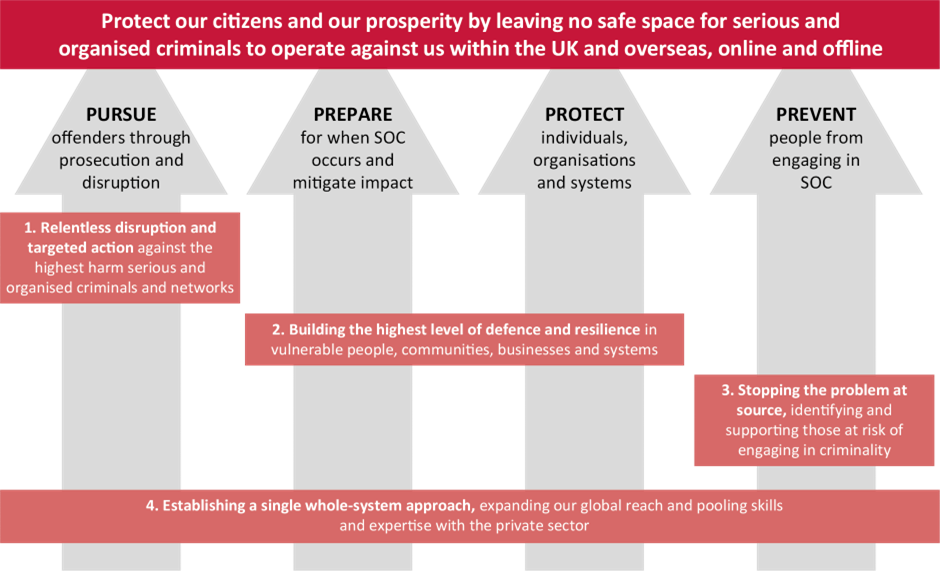 Protect our citizens and our prosperity by leaving no safe space for serious and
organised criminals to operate against us within the UK and overseas, online and offline
PURSUE
offenders through
prosecution and
disruption
PREPARE
for when SOC
occurs and
mitigate impact
PROTECT
individuals,
organisations
and systems
PREVENT
people from
engaging in
SOC
1. Relentless disruption and
targeted action against the
highest harm serious and
organised criminals and networks
2. Building the highest level of defence and resilience in
vulnerable people, communities, businesses and systems
3. Stopping the problem at
source, identifying and
supporting those at risk of
engaging in criminality
4. Establishing a single whole-system approach, expanding our global reach and pooling skills
and expertise with the private sector